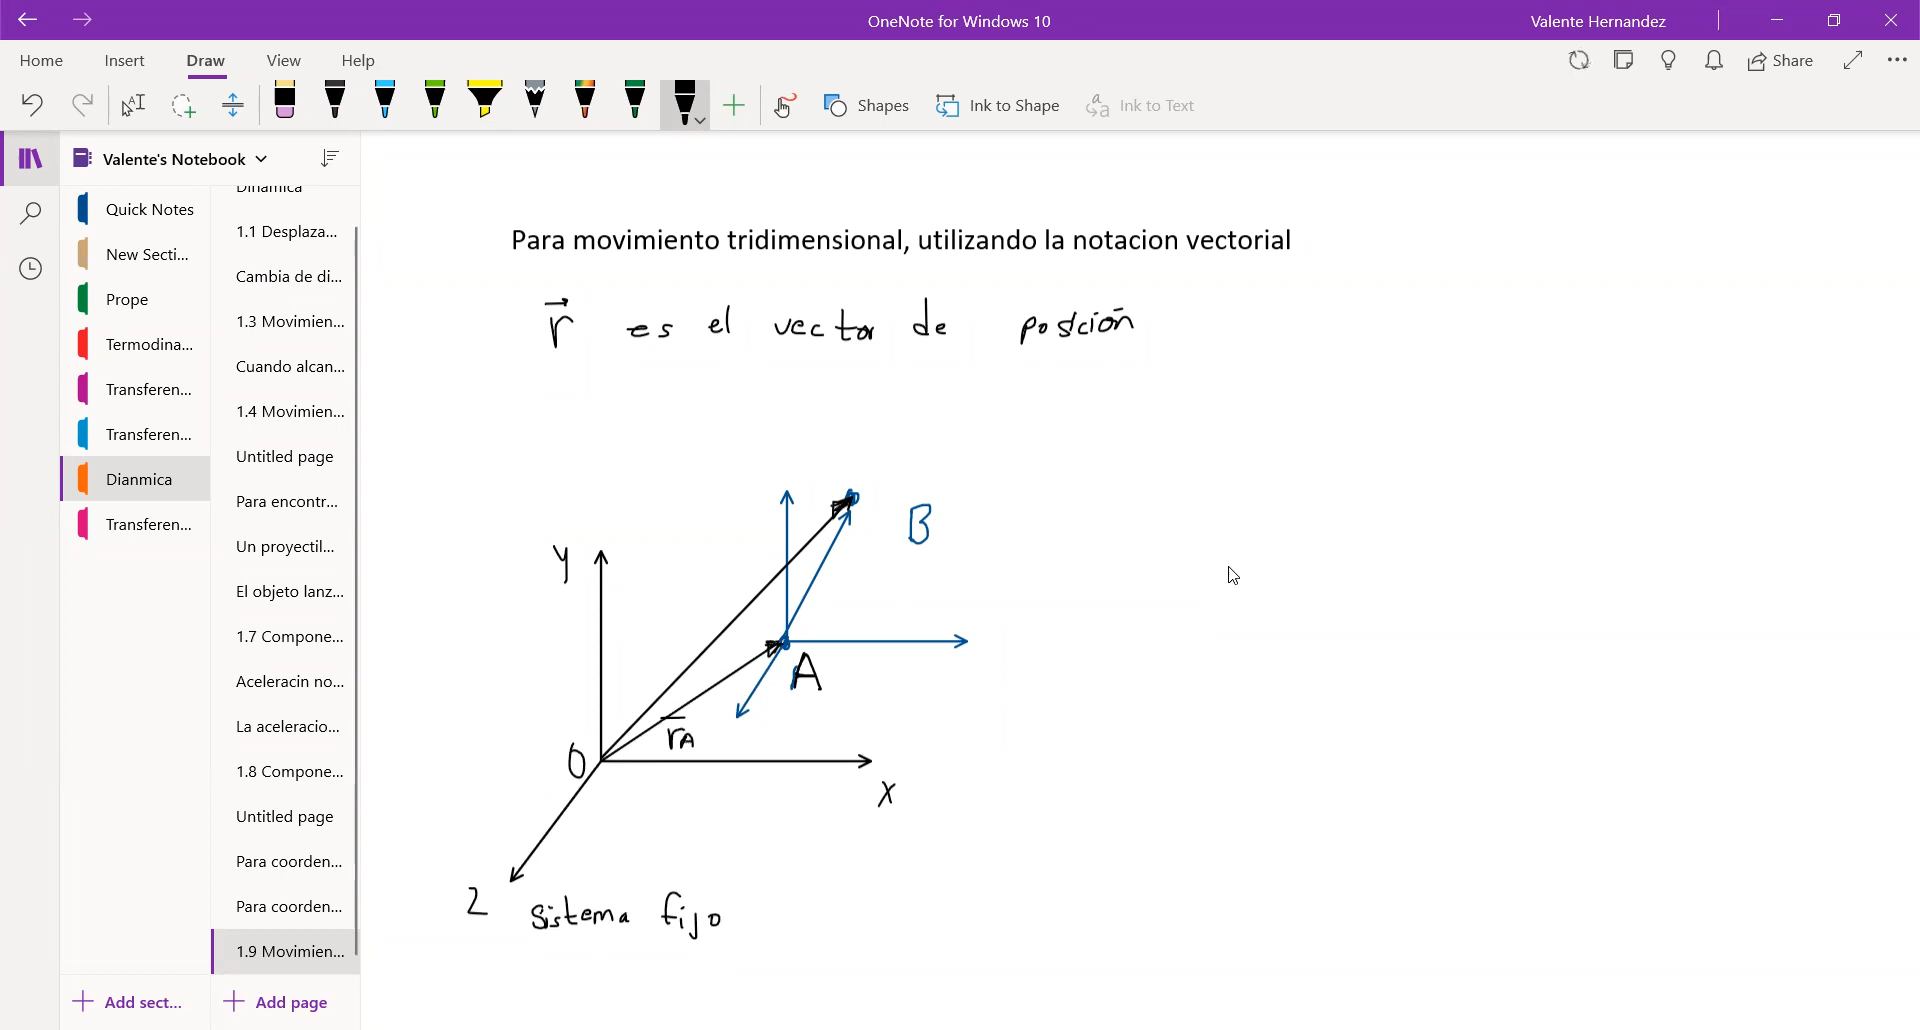 OneNote for Windows 10
Valente Hernandez
Home Insert Draw View Help
Share
Shapes Ink to Shape Ink to Text
Valente's Notebook
Quick Notes
New Secti...
Prope
Termodina...
Transferen...
Transferen...
Dianmica
Transferen...
Add sect...
Dinamica
1.1 Desplaza...
Cambia de di...
1.3 Movimien...
Cuando alcan...
1.4 Movimien...
Untitled page
Para encontr...
Un proyectil...
El objeto lanz...
1.7 Compone...
Aceleracin no...
La aceleracio...
1.8 Compone...
Untitled page
Para coorden...
Para coorden...
1.9 Movimien...
Add page
Para movimiento tridimensional, utilizando la notacion vectorial
r es el vector de posición
B
y
A
rA
O
x
z
sistema fijo